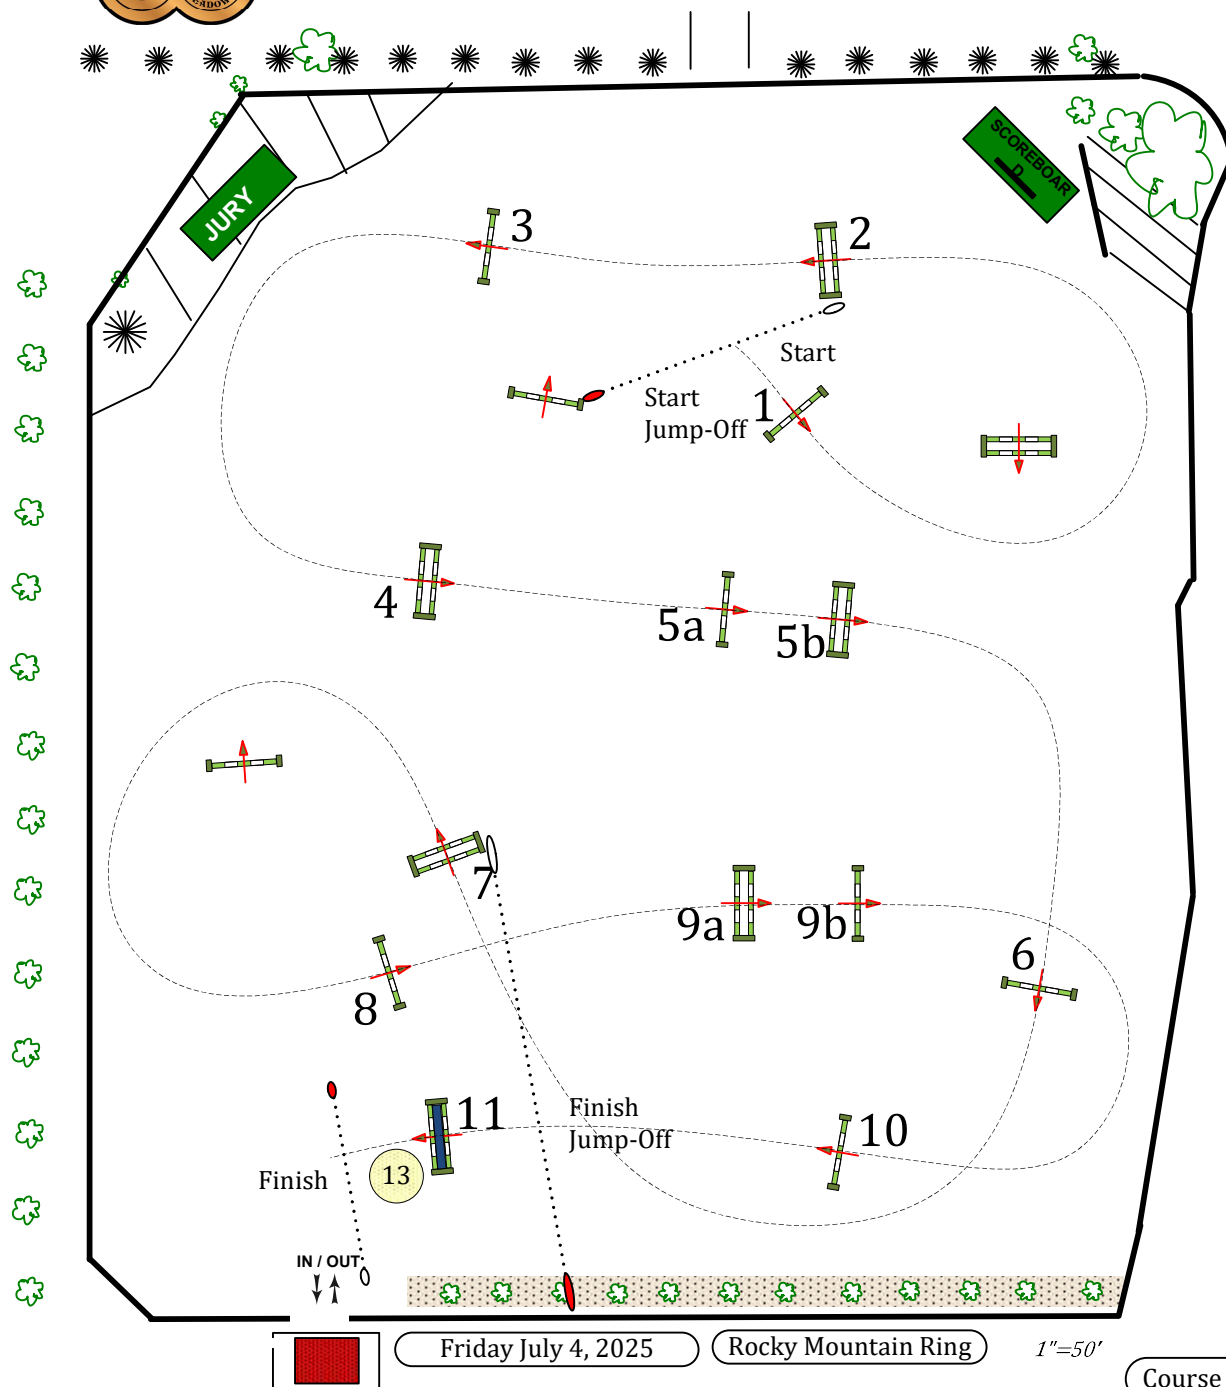 SCOREBOAR
D
JURY
3
2
Start
Start
Jump-Off
1
4
5a
5b
7
9a
9b
6
8
11
Finish
Jump-Off
10
Finish
13
IN / OUT
Friday July 4, 2025
Rocky Mountain Ring
1"=50'
Course